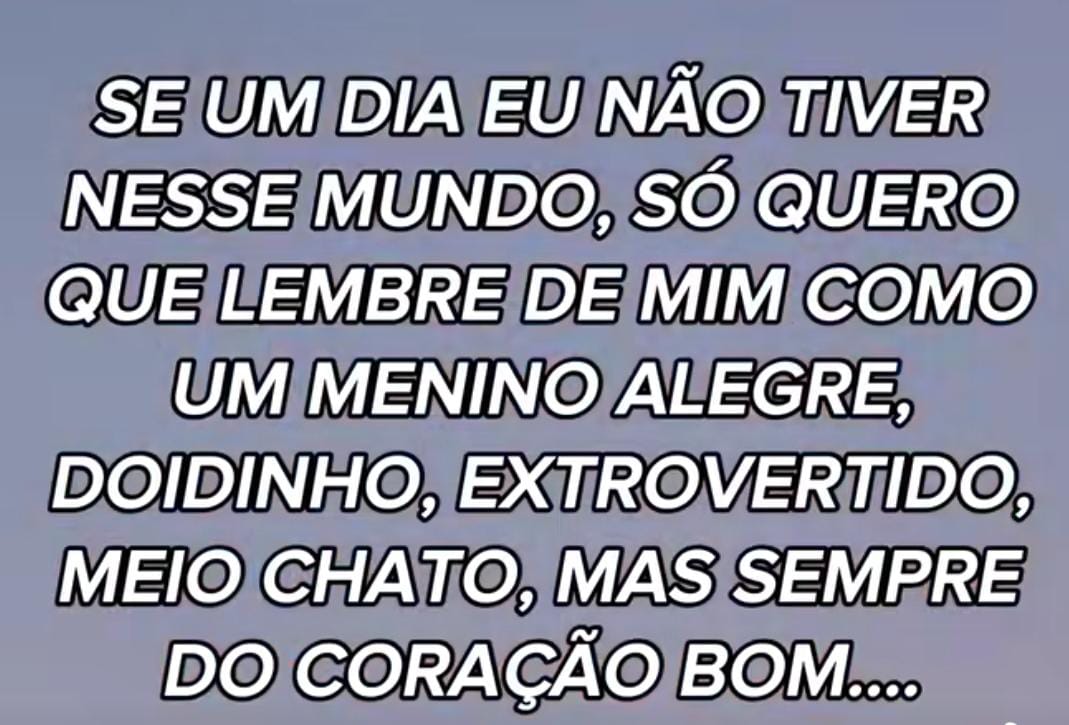 SE UM DIA EU NÃO TIVER
NESSE MUNDO, SÓ QUERO
QUE LEMBRE DE MIM COMO
UM MENINO ALEGRE,
DOIDINHO, EXTROVERTIDO,
MEIO CHATO, MAS SEMPRE
DO CORAÇÃO BOM....